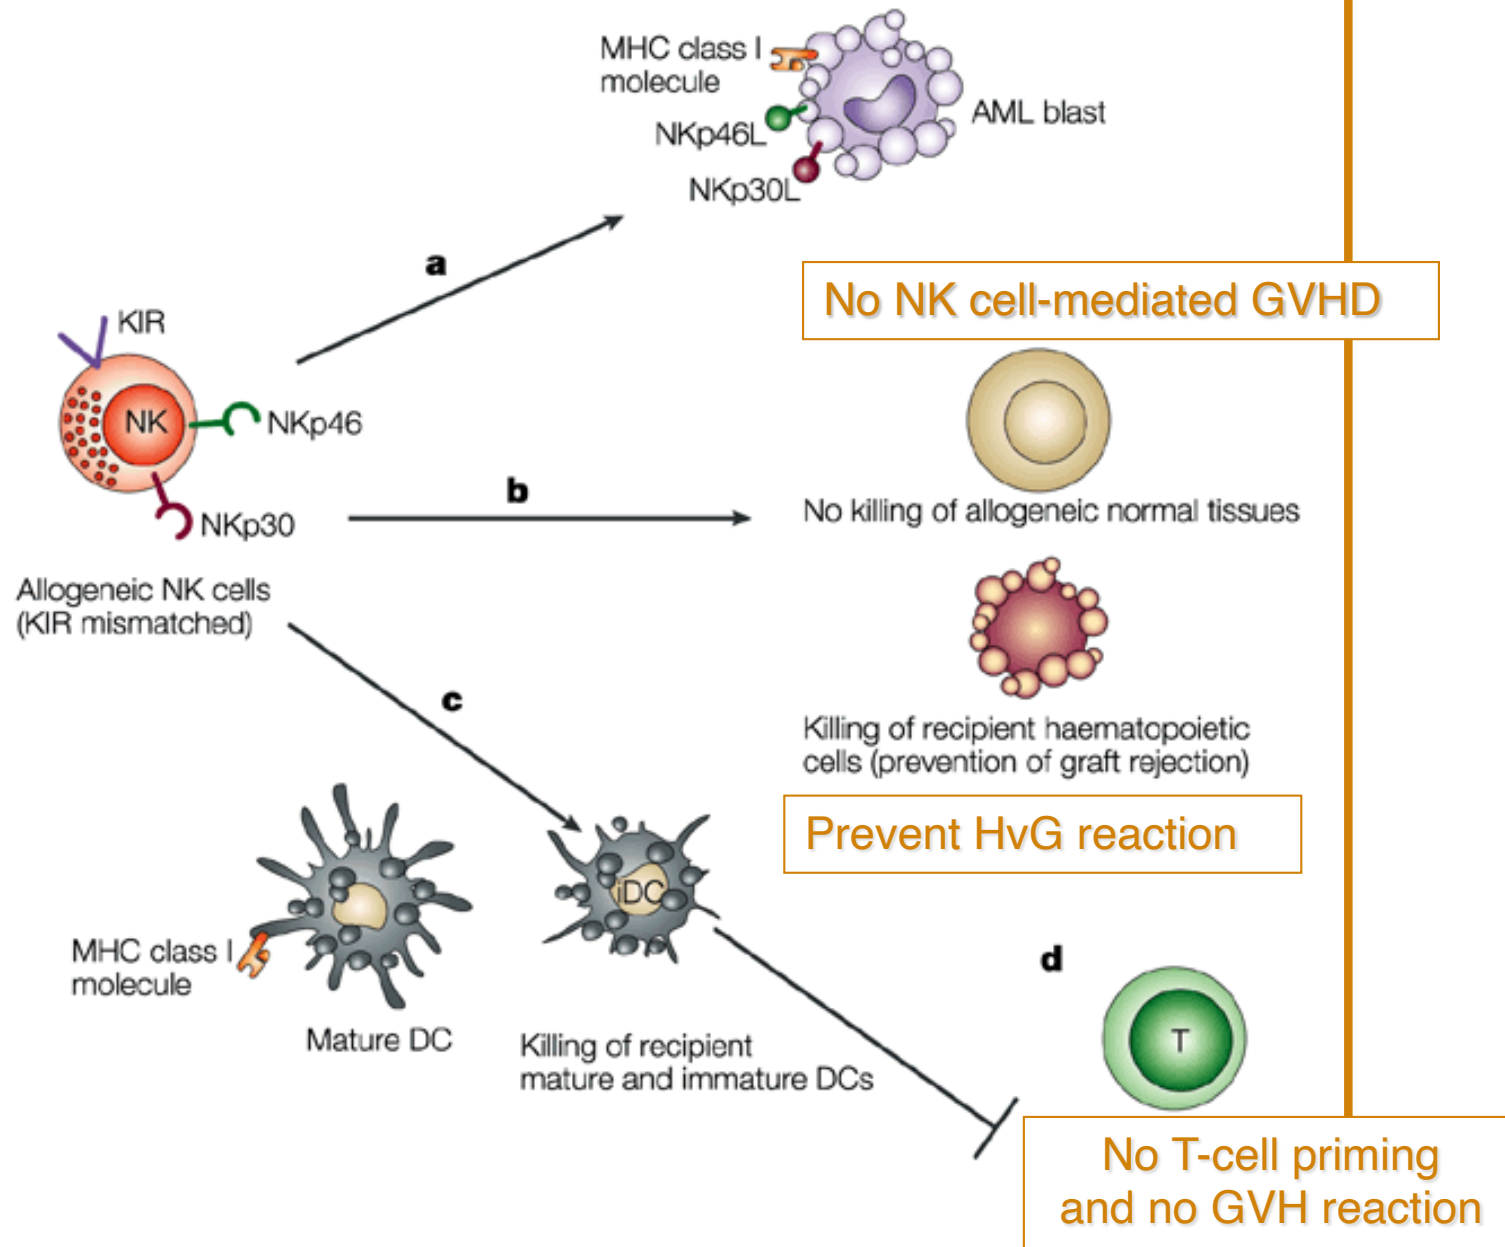 MHC class I
molecule
NKp46L
NKp30L
AML blast
a
No NK cell-mediated GVHD
KIR
NK
NKp46
NKp30
b
No killing of allogeneic normal tissues
Allogeneic NK cells
(KIR mismatched)
c
Killing of recipient haematopoietic
cells (prevention of graft rejection)
Prevent HvG reaction
iDC
MHC class I
molecule
Mature DC
Killing of recipient
mature and immature DCs
d
T
No T-cell priming
and no GVH reaction